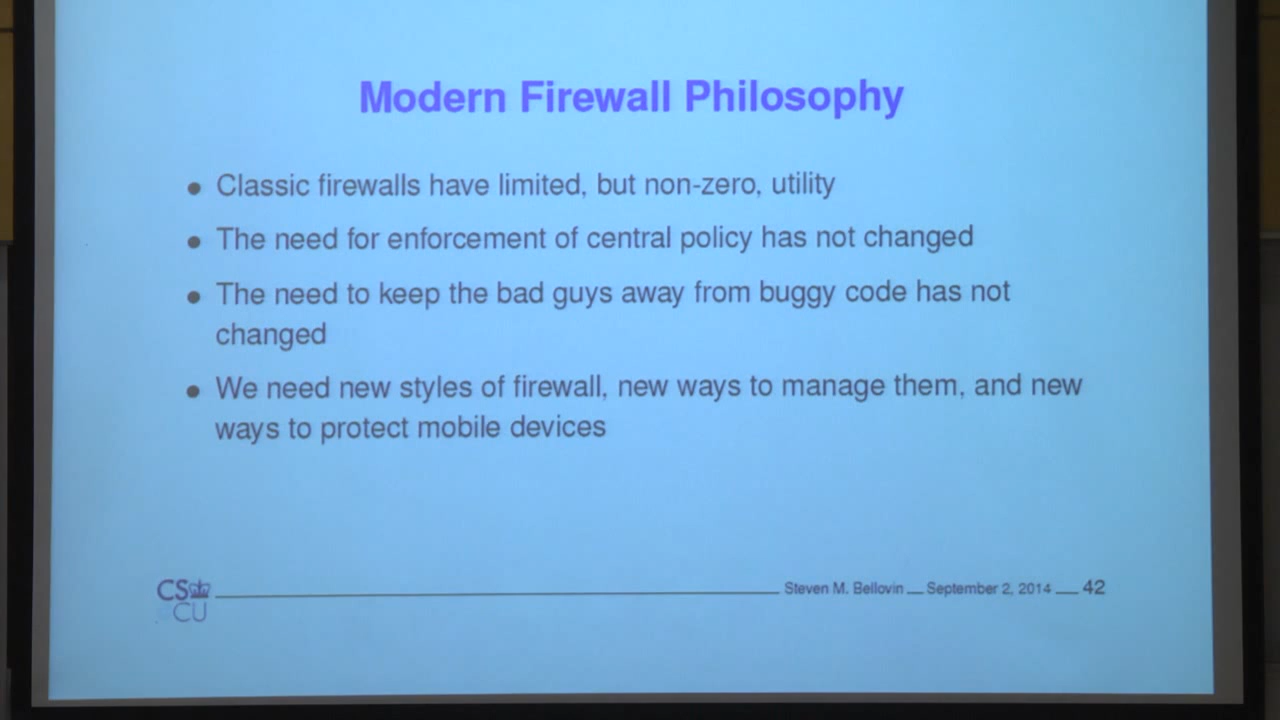 Modern Firewall Philosophy
● Classic firewalls have limited, but non-zero, utility
● The need for enforcement of central policy has not changed
● The need to keep the bad guys away from buggy code has not
changed
● We need new styles of firewall, new ways to manage them, and new
ways to protect mobile devices
CS
@CU
Steven M. Bellovin __ September 2, 2014 __ 42